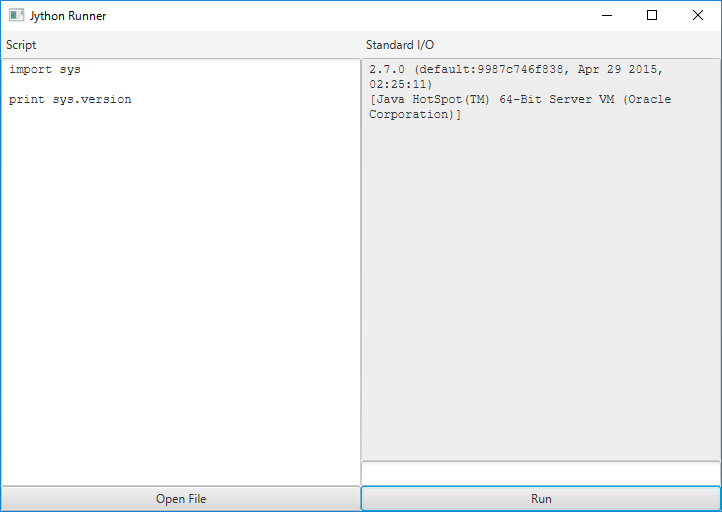 Jython Runner
Script
Standard I/O
import sys
print sys.version
2.7.0 (default:9987c746f838, Apr 29 2015,
02:25:11)
[Java HotSpot(TM) 64-Bit Server VM (Oracle
Corporation)]
Open File
Run